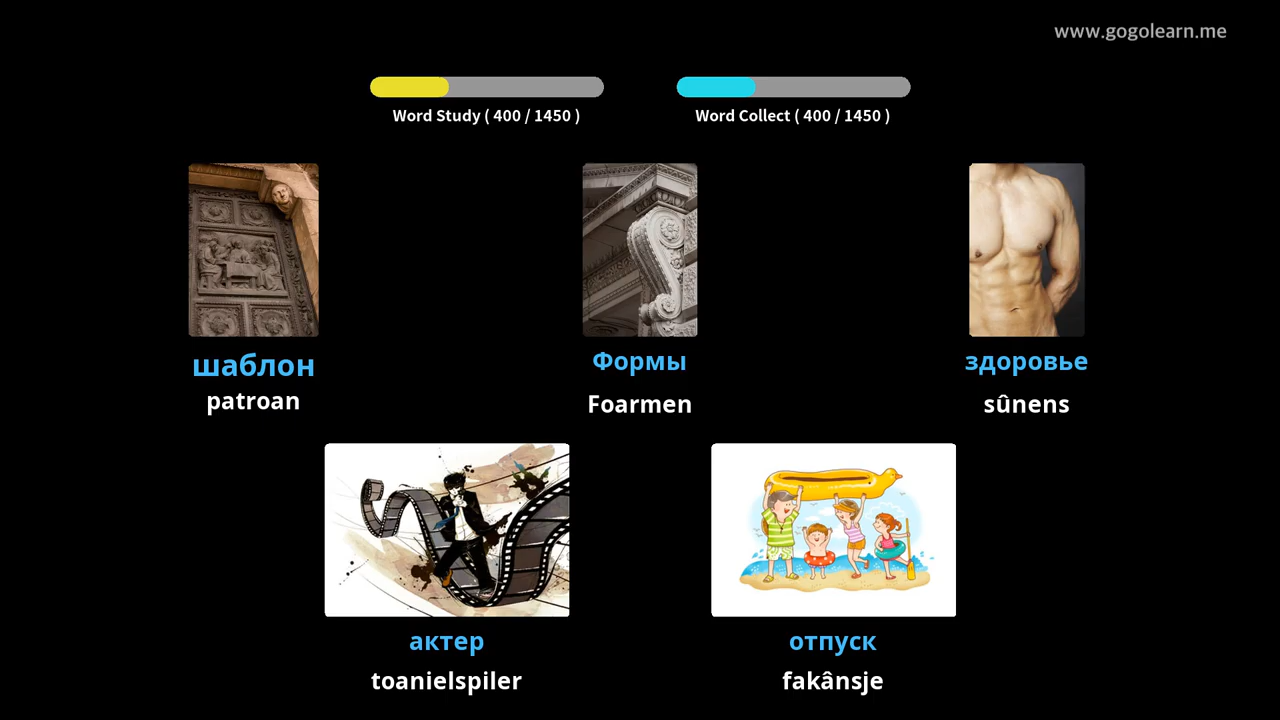 www.gogolearn.me
Word Study ( 400 / 1450 )
Word Collect ( 400 / 1450 )
шаблон
patroan
Формы
Foarmen
здоровье
sûnens
актер
toanielspiler
отпуск
fakânsje